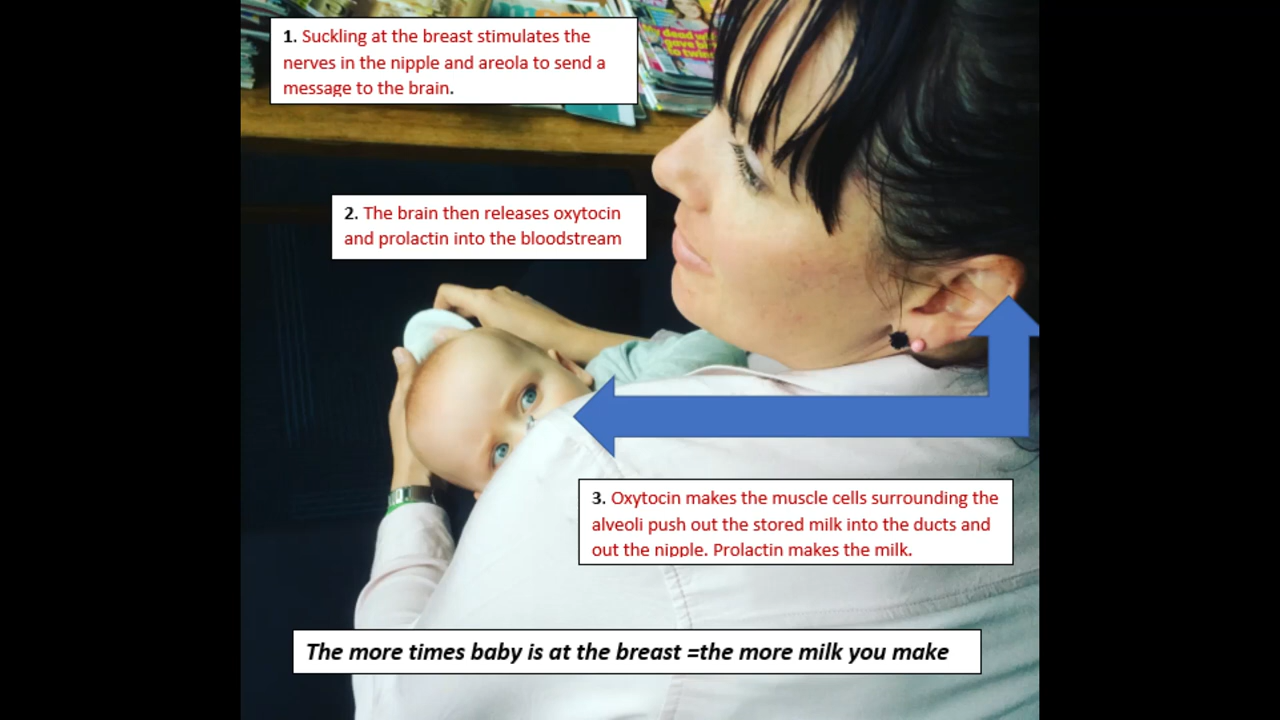 1. Suckling at the breast stimulates the
nerves in the nipple and areola to send a
message to the brain.
2. The brain then releases oxytocin
and prolactin into the bloodstream
3. Oxytocin makes the muscle cells surrounding the
alveoli push out the stored milk into the ducts and
out the nipple. Prolactin makes the milk.
The more times baby is at the breast =the more milk you make